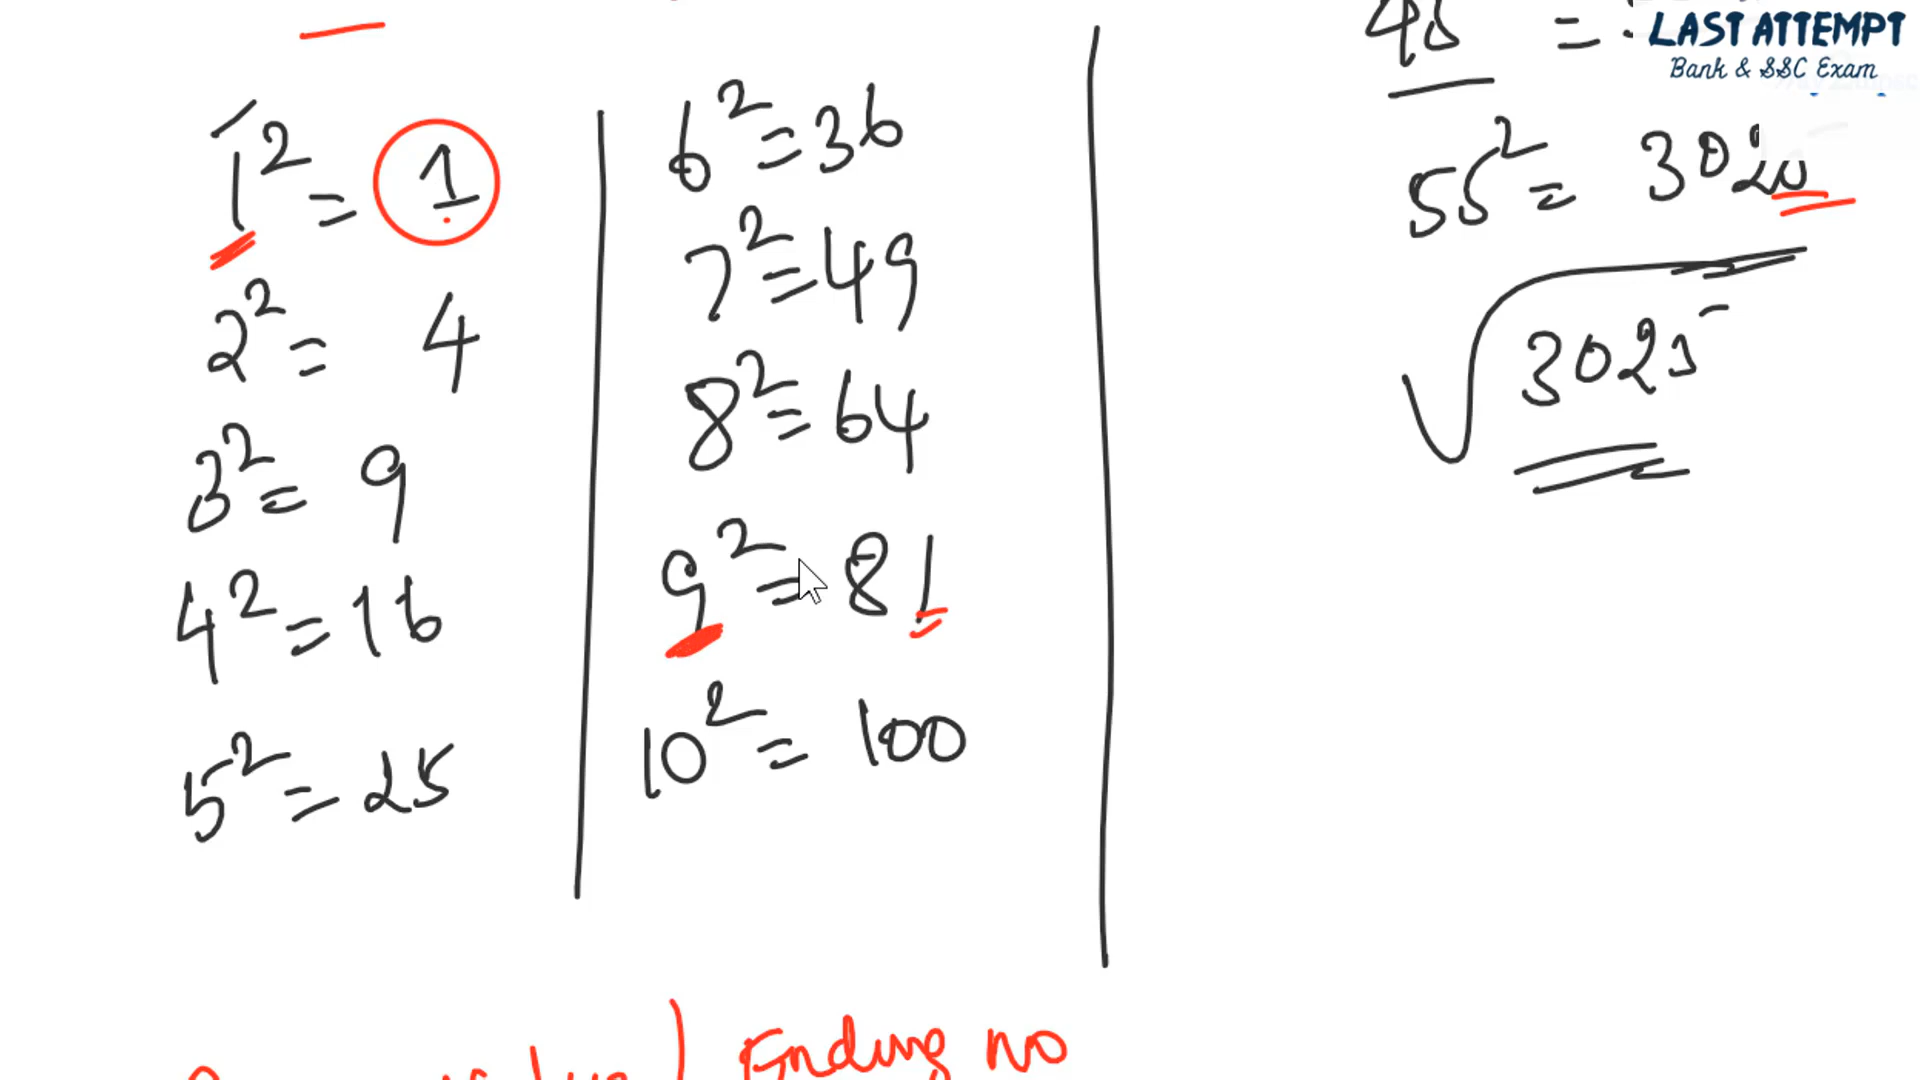 1² = 1
2² = 4
3² = 9
4² = 16
5² = 25
6² = 36
7² = 49
8² = 64
9² = 81
10² = 100
LAST ATTEMPT
Bank & SSC Exam
55² = 3025
√3025
Ending no